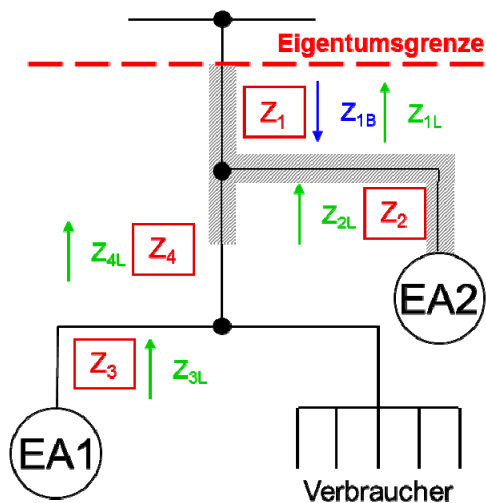 Eigentumsgrenze
Z1 Z1B Z1L
Z2L Z2
Z4L Z4
EA2
Z3 Z3L
EA1
Verbraucher